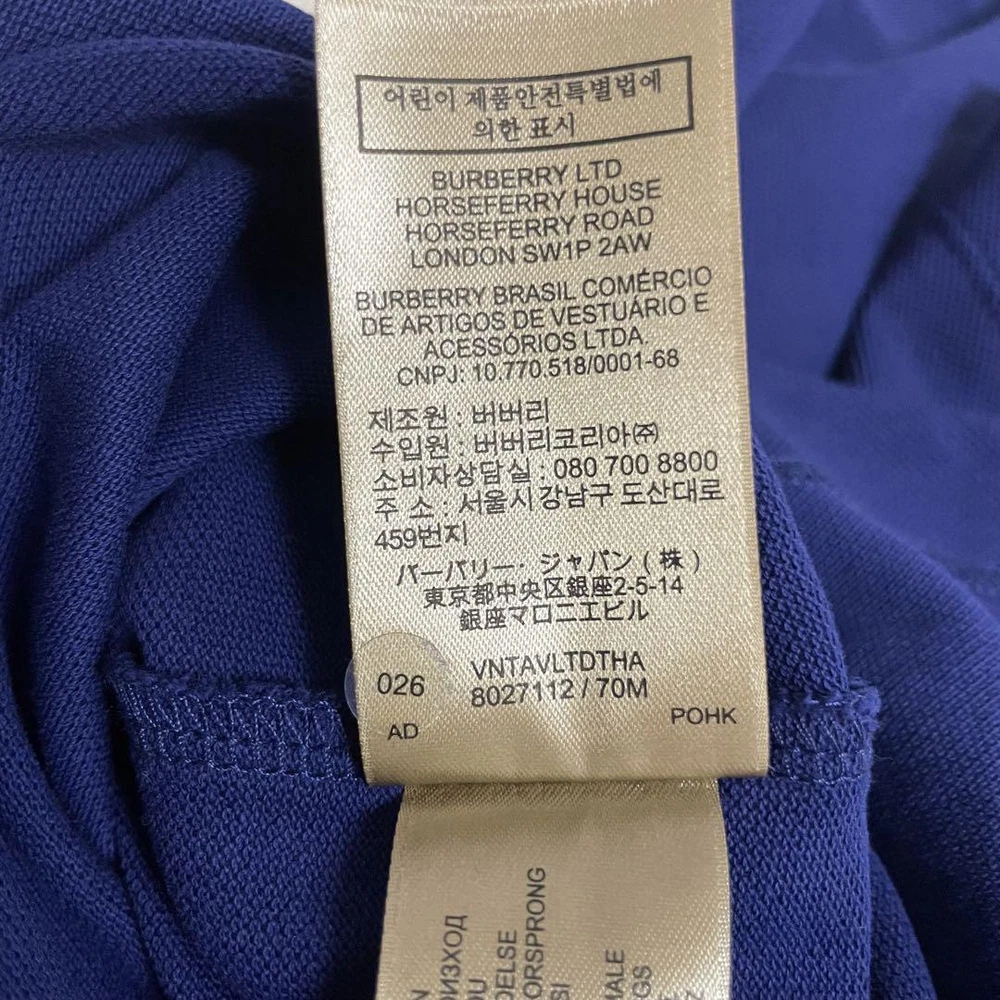 어린이 제품안전특별법에
의한 표시
BURBERRY LTD
HORSEFERRY HOUSE
HORSEFERRY ROAD
LONDON SW1P 2AW
BURBERRY BRASIL COMÉRCIO
DE ARTIGOS DE VESTUÁRIO E
ACESSÓRIOS LTDA.
CNPJ: 10.770.518/0001-68
제조원 : 버버리
수입원 : 버버리코리아㈜
소비자상담실 : 080 700 8800
주 소 : 서울시 강남구 도산대로
459번지
バーバリー・ジャパン(株)
東京都中央区銀座2-5-14
銀座マロニエビル
026
VNTAVLTDTHA
8027112 / 70M
AD
POHK